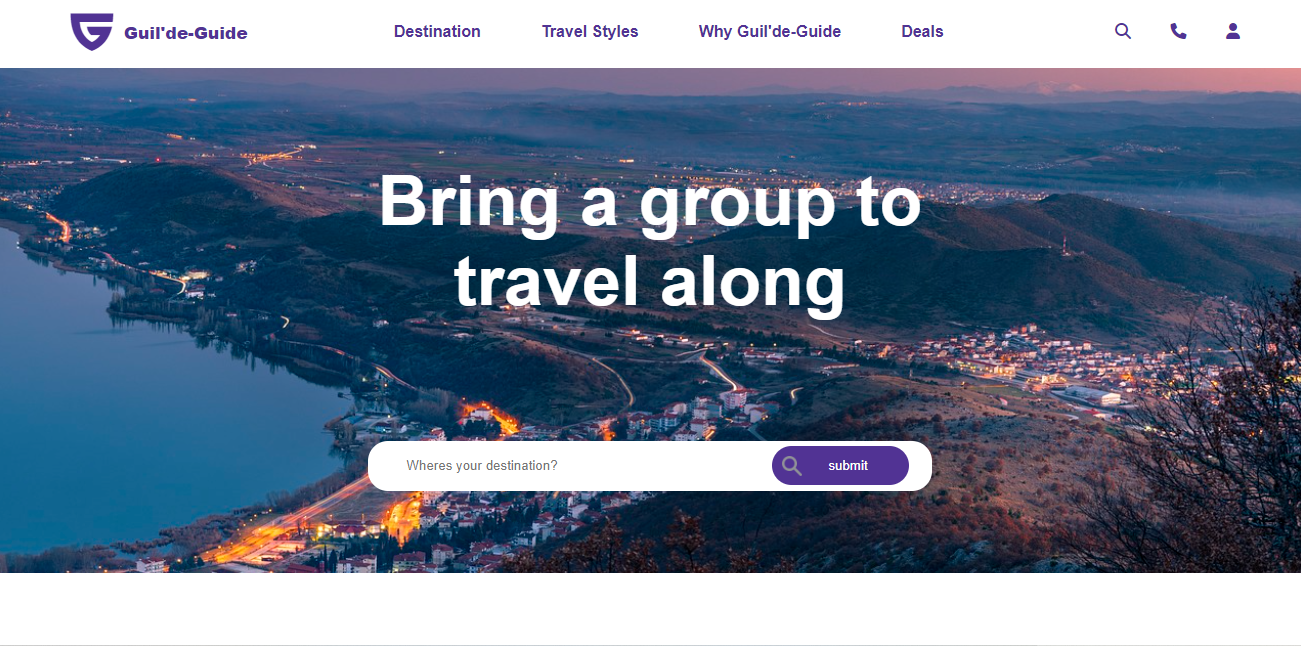 Guil'de-Guide
Destination
Travel Styles
Why Guil'de-Guide
Deals
Bring a group to
travel along
Wheres your destination?
submit